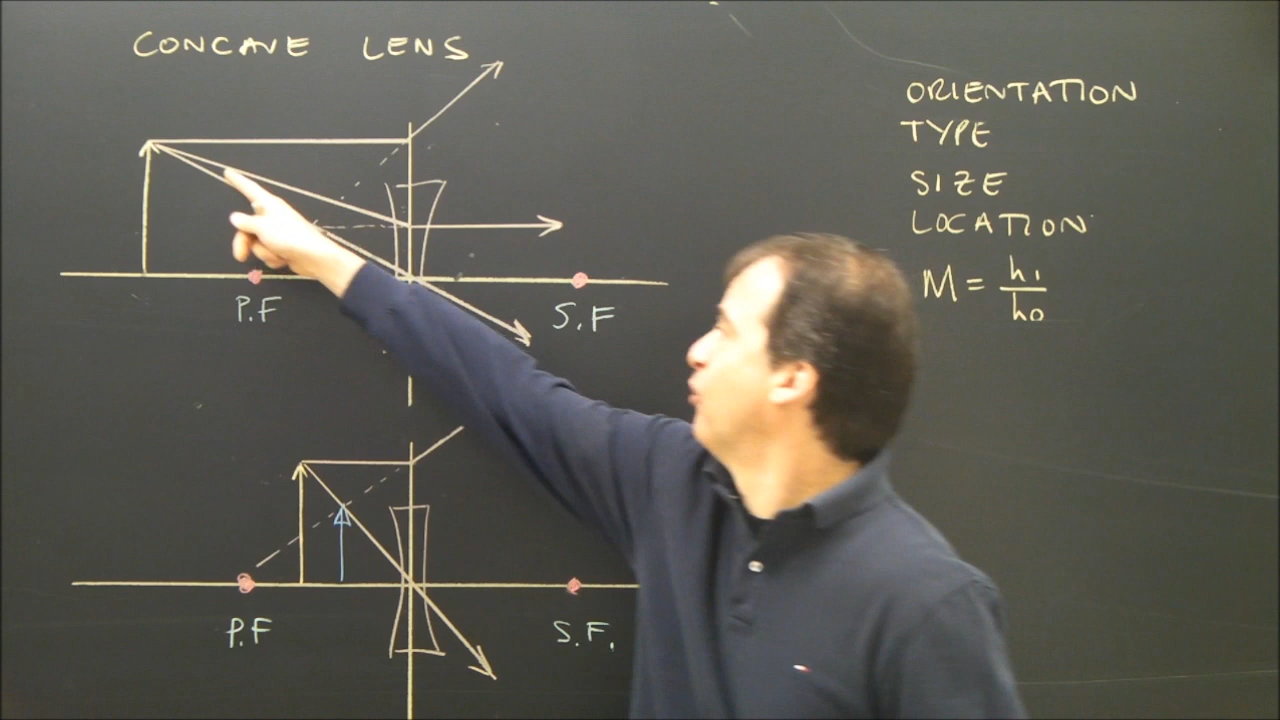 CONCAVE LENS
P.F
S.F
P.F
S.F.
ORIENTATION
TYPE
SIZE
LOCATION
M = hi/ho